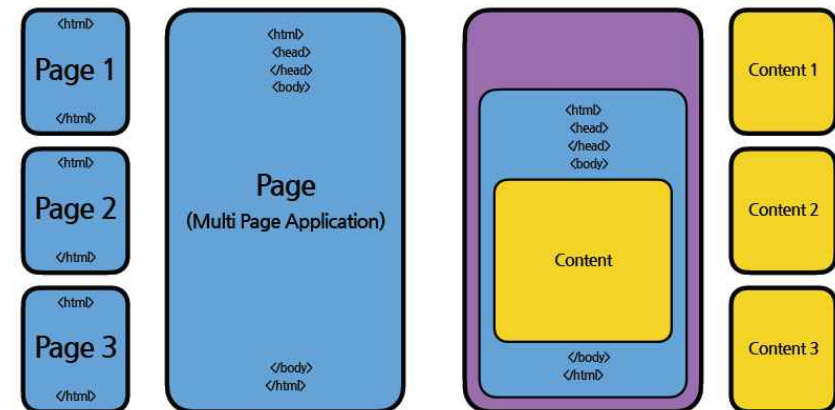 <html>
Page 1
</html>
<html>
Page 2
</html>
<html>
Page 3
</html>
<html>
<head>
</head>
<body>
Page
(Multi Page Application)
</body>
</html>
<html>
<head>
</head>
<body>
Content
</body>
</html>
Content 1
Content 2
Content 3